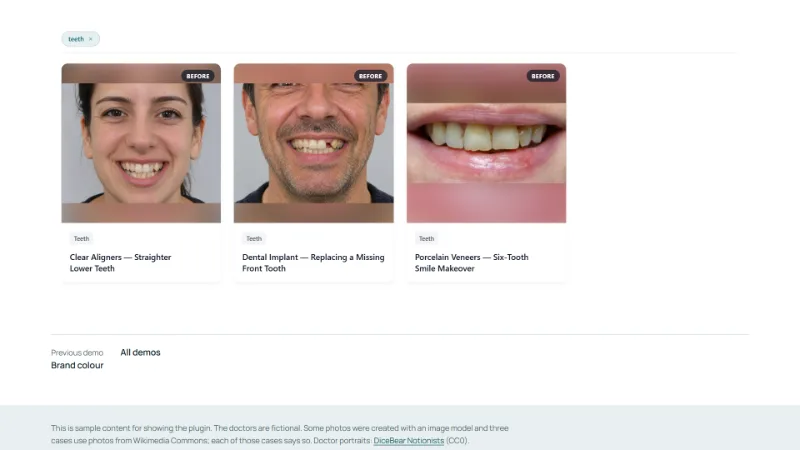 teeth ×
BEFORE
BEFORE
BEFORE
Teeth
Clear Aligners — Straighter
Lower Teeth
Teeth
Dental Implant — Replacing a Missing
Front Tooth
Teeth
Porcelain Veneers — Six-Tooth
Smile Makeover
Previous demo
Brand colour
All demos
This is sample content for showing the plugin. The doctors are fictional. Some photos were created with an image model and three
cases use photos from Wikimedia Commons; each of those cases says so. Doctor portraits: DiceBear Notionists (CC0).